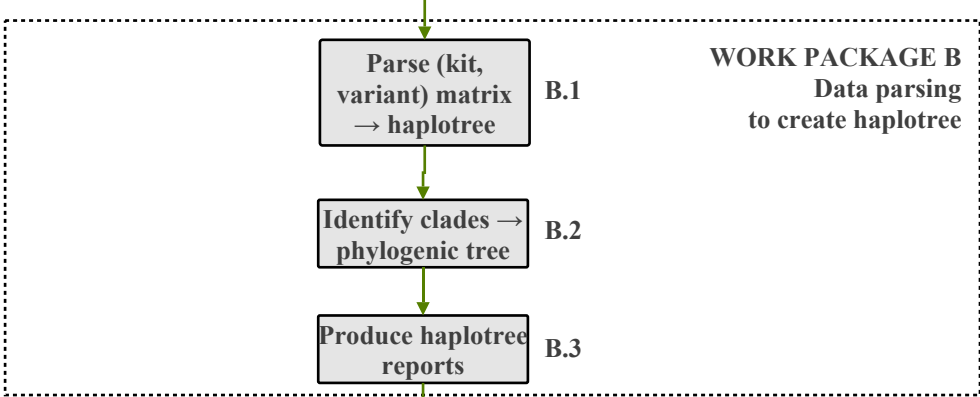 Parse (kit,
variant) matrix
→ haplotree
B.1
WORK PACKAGE B
Data parsing
to create haplotree
Identify clades →
phylogenic tree
B.2
Produce haplotree
reports
B.3